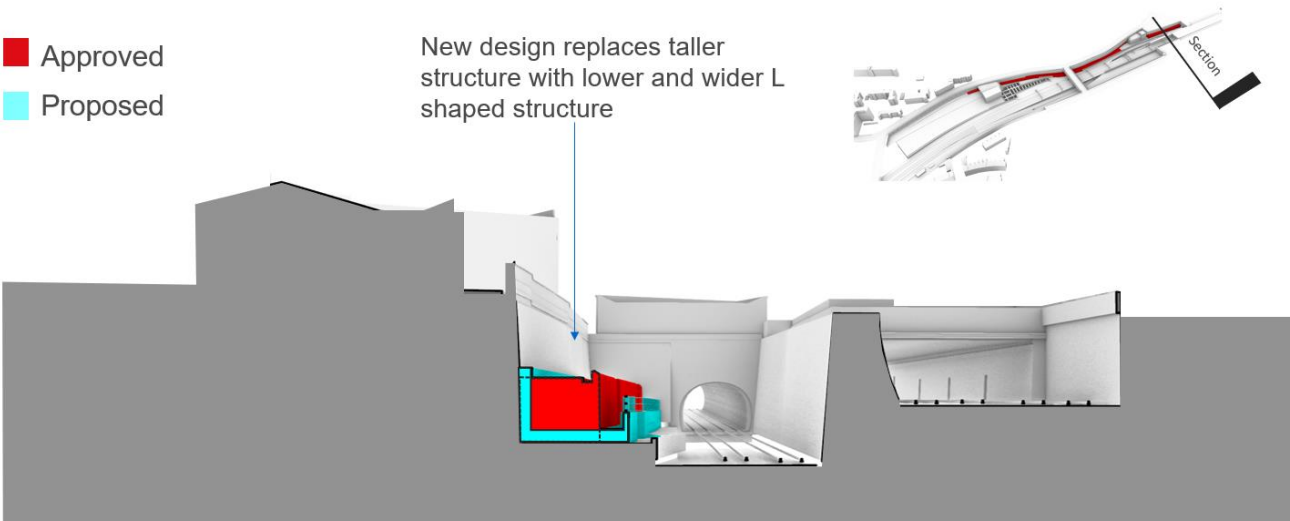 Approved
Proposed
New design replaces taller
structure with lower and wider L
shaped structure
Section